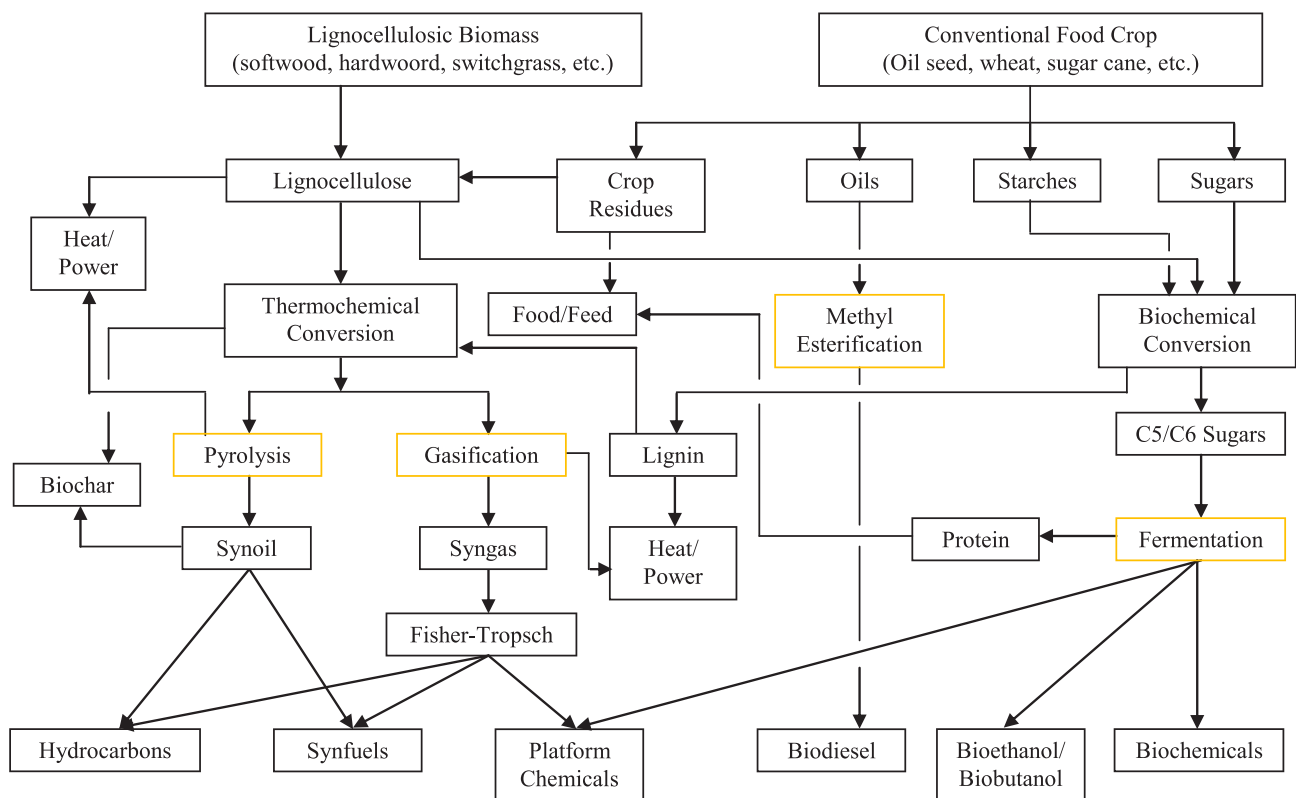 Lignocellulosic Biomass
(softwood, hardwoord, switchgrass, etc.)
Conventional Food Crop
(Oil seed, wheat, sugar cane, etc.)
Lignocellulose
Crop
Residues
Oils
Starches
Sugars
Heat/
Power
Thermochemical
Conversion
Food/Feed
Methyl
Esterification
Biochemical
Conversion
C5/C6 Sugars
Pyrolysis
Gasification
Lignin
Biochar
Synoil
Syngas
Heat/
Power
Protein
Fermentation
Fisher-Tropsch
Hydrocarbons
Synfuels
Platform
Chemicals
Biodiesel
Bioethanol/
Biobutanol
Biochemicals